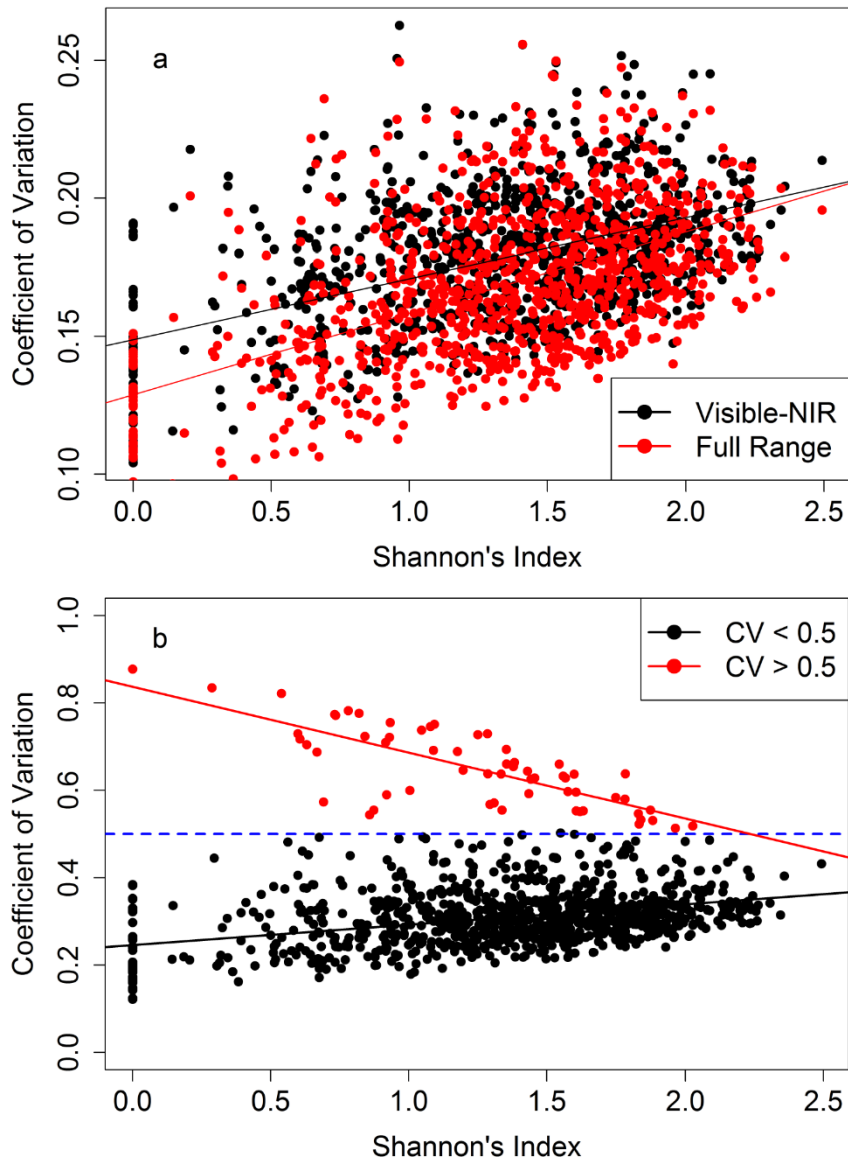 a
0.25
0.20
0.15
0.10
Coefficient of Variation
Visible-NIR
Full Range
0.0 0.5 1.0 1.5 2.0 2.5
Shannon's Index
b
CV < 0.5
CV > 0.5
1.0
0.8
0.6
0.4
0.2
0.0
Coefficient of Variation
0.0 0.5 1.0 1.5 2.0 2.5
Shannon's Index